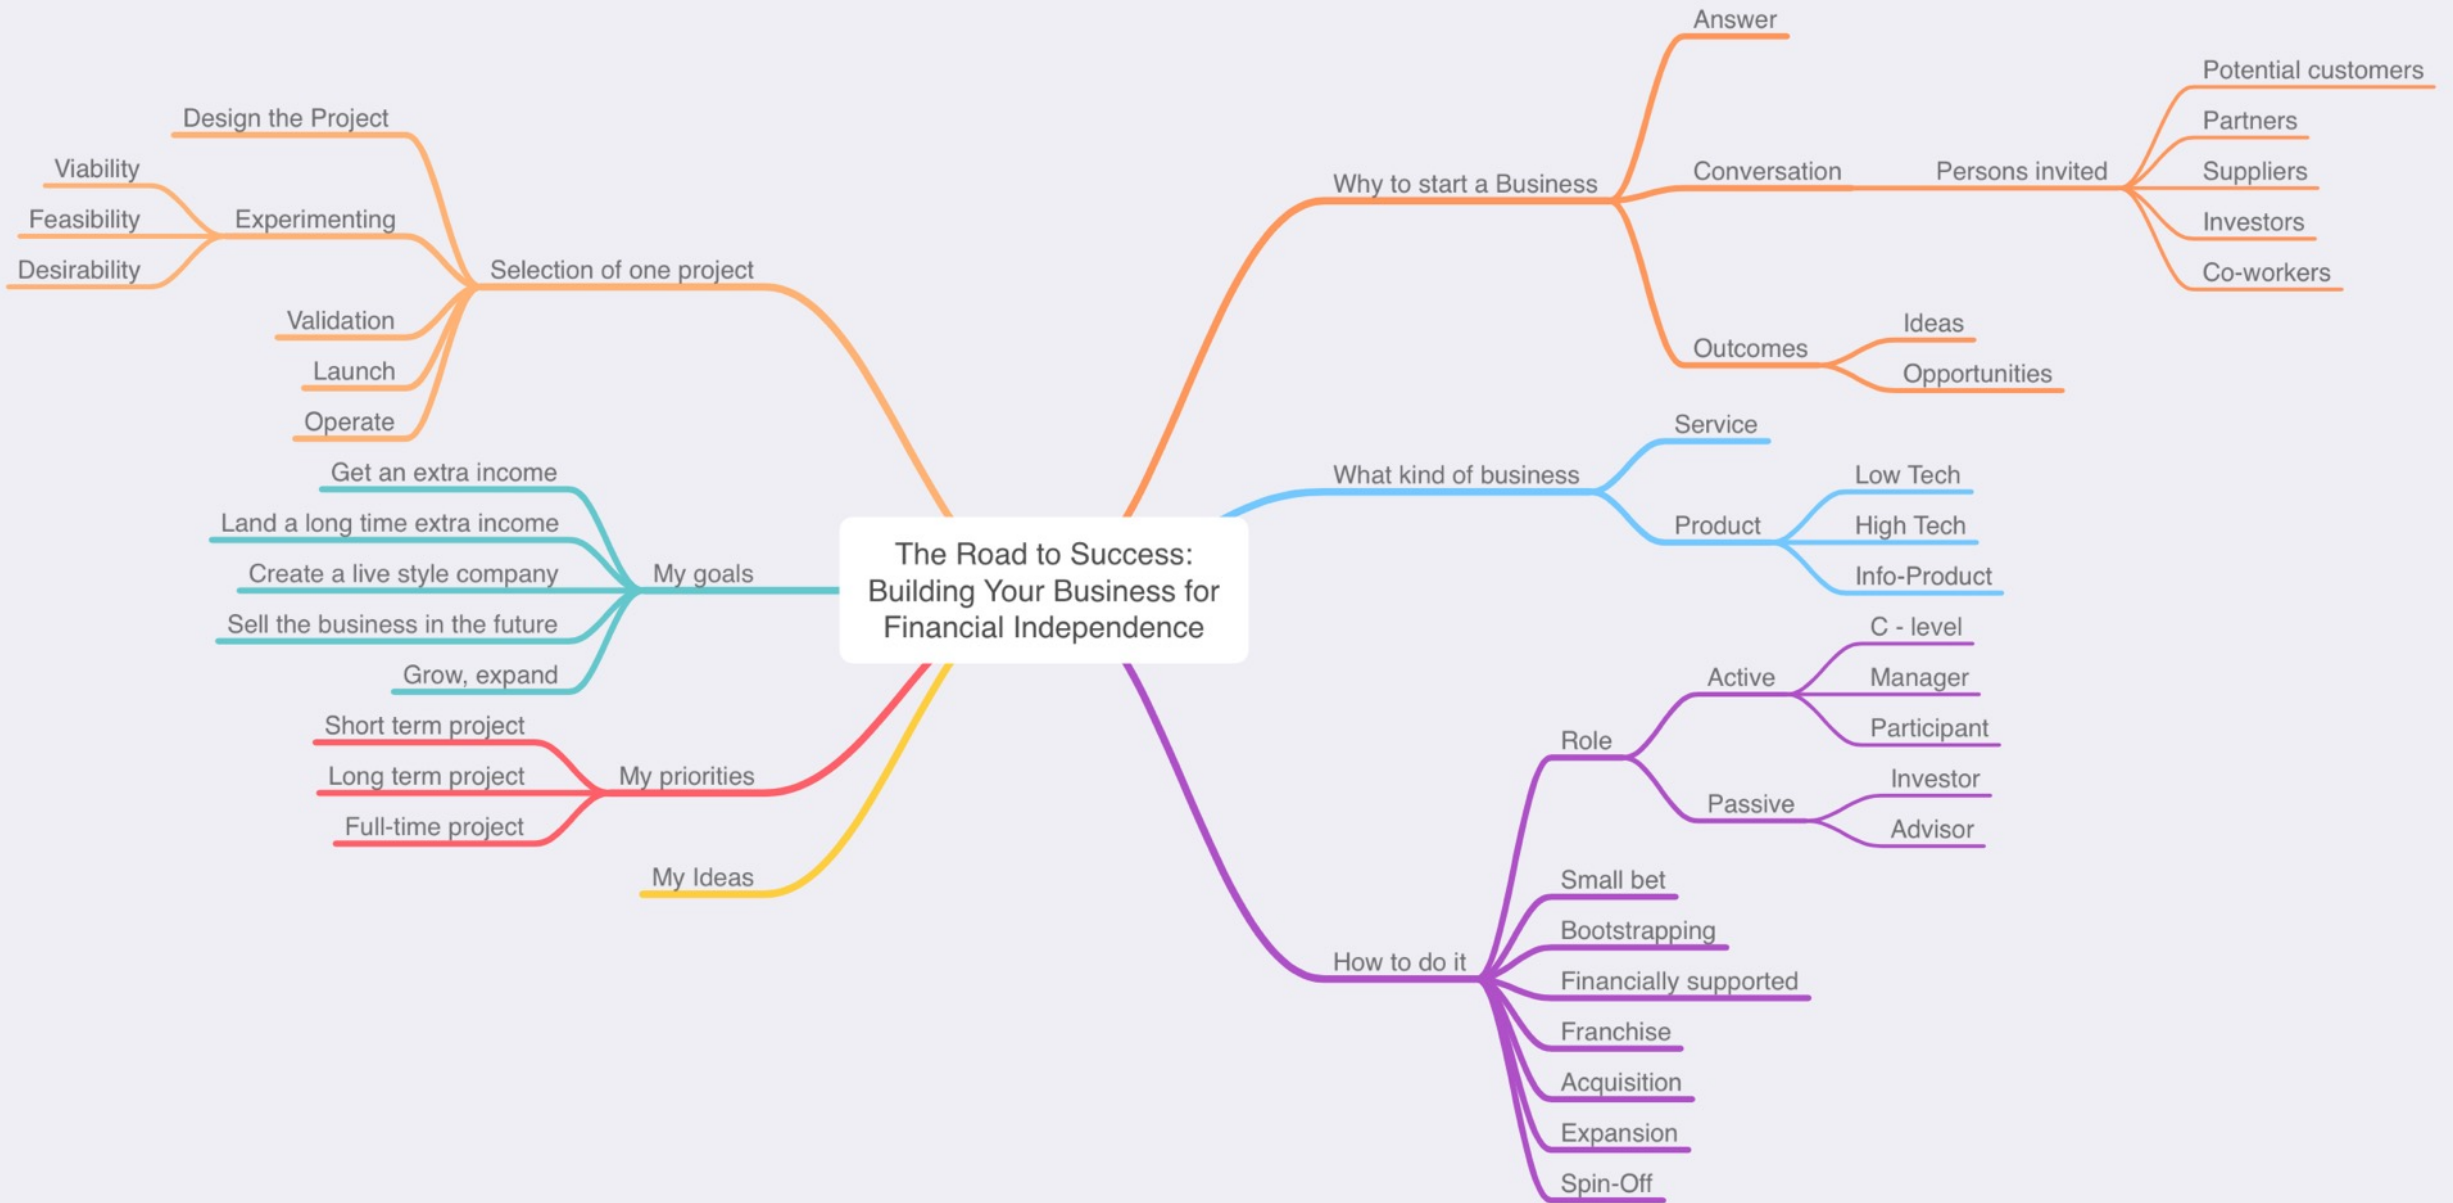 The Road to Success:
Building Your Business for
Financial Independence
Why to start a Business
Answer
Conversation
Persons invited
Potential customers
Partners
Suppliers
Investors
Co-workers
Outcomes
Ideas
Opportunities
What kind of business
Service
Product
Low Tech
High Tech
Info-Product
How to do it
Role
Active
C - level
Manager
Participant
Passive
Investor
Advisor
Small bet
Bootstrapping
Financially supported
Franchise
Acquisition
Expansion
Spin-Off
Selection of one project
Design the Project
Experimenting
Viability
Feasibility
Desirability
Validation
Launch
Operate
My goals
Get an extra income
Land a long time extra income
Create a live style company
Sell the business in the future
Grow, expand
My priorities
Short term project
Long term project
Full-time project
My Ideas